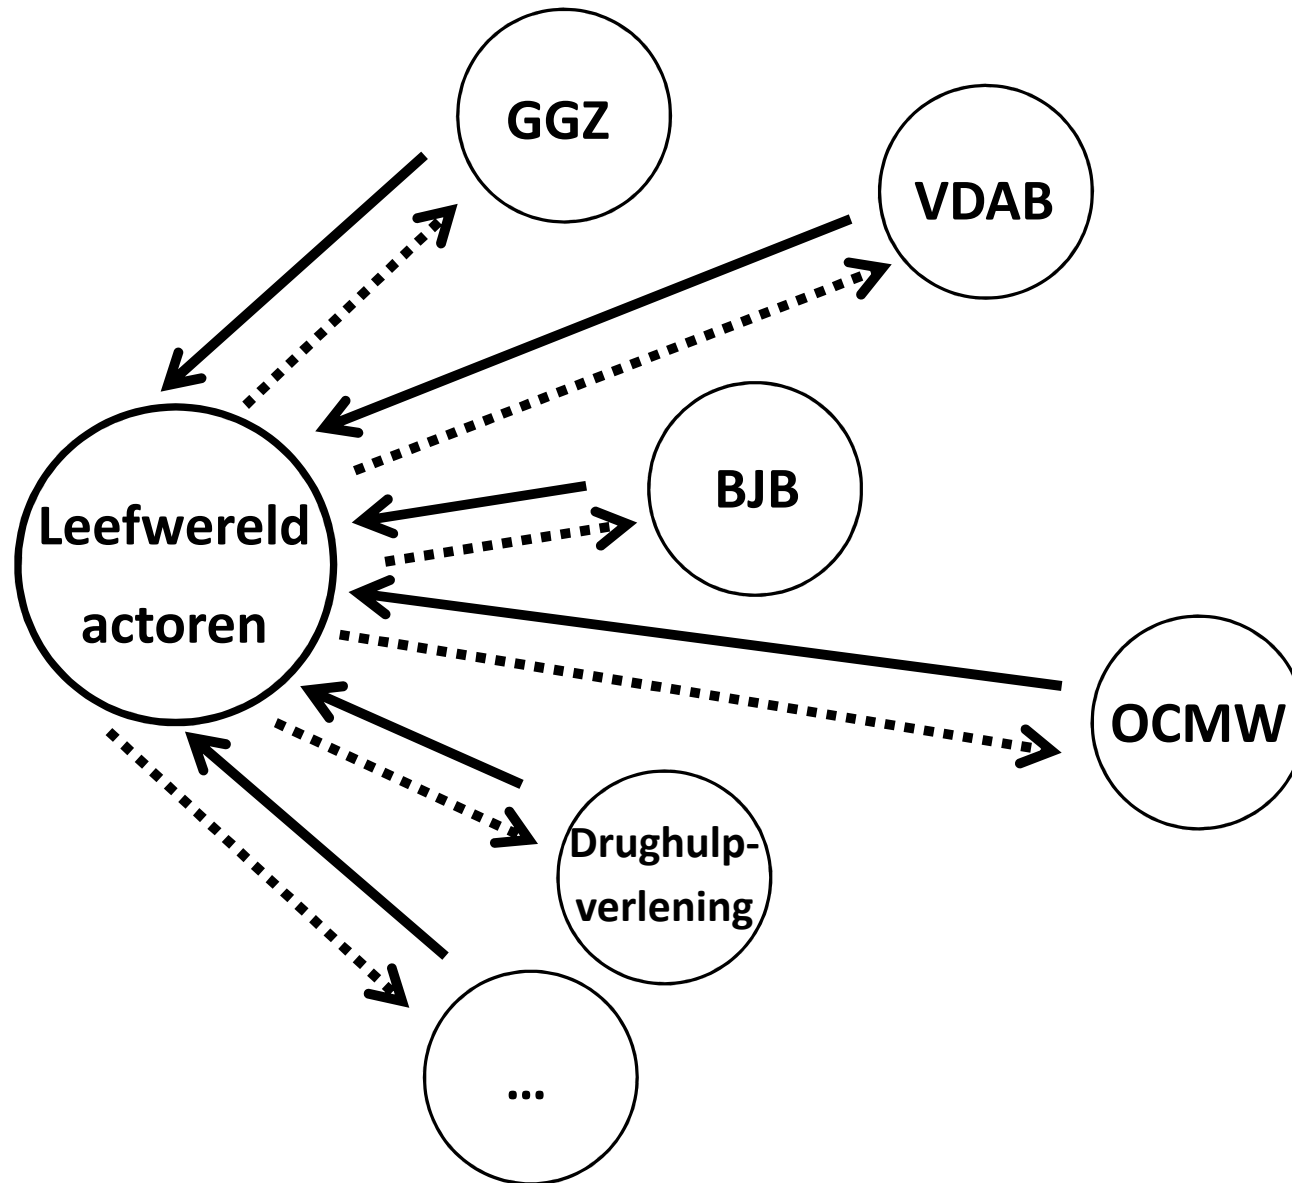 GGZ
VDAB
BJB
Leefwereld
actoren
OCMW
Drughulp-
verlening
...